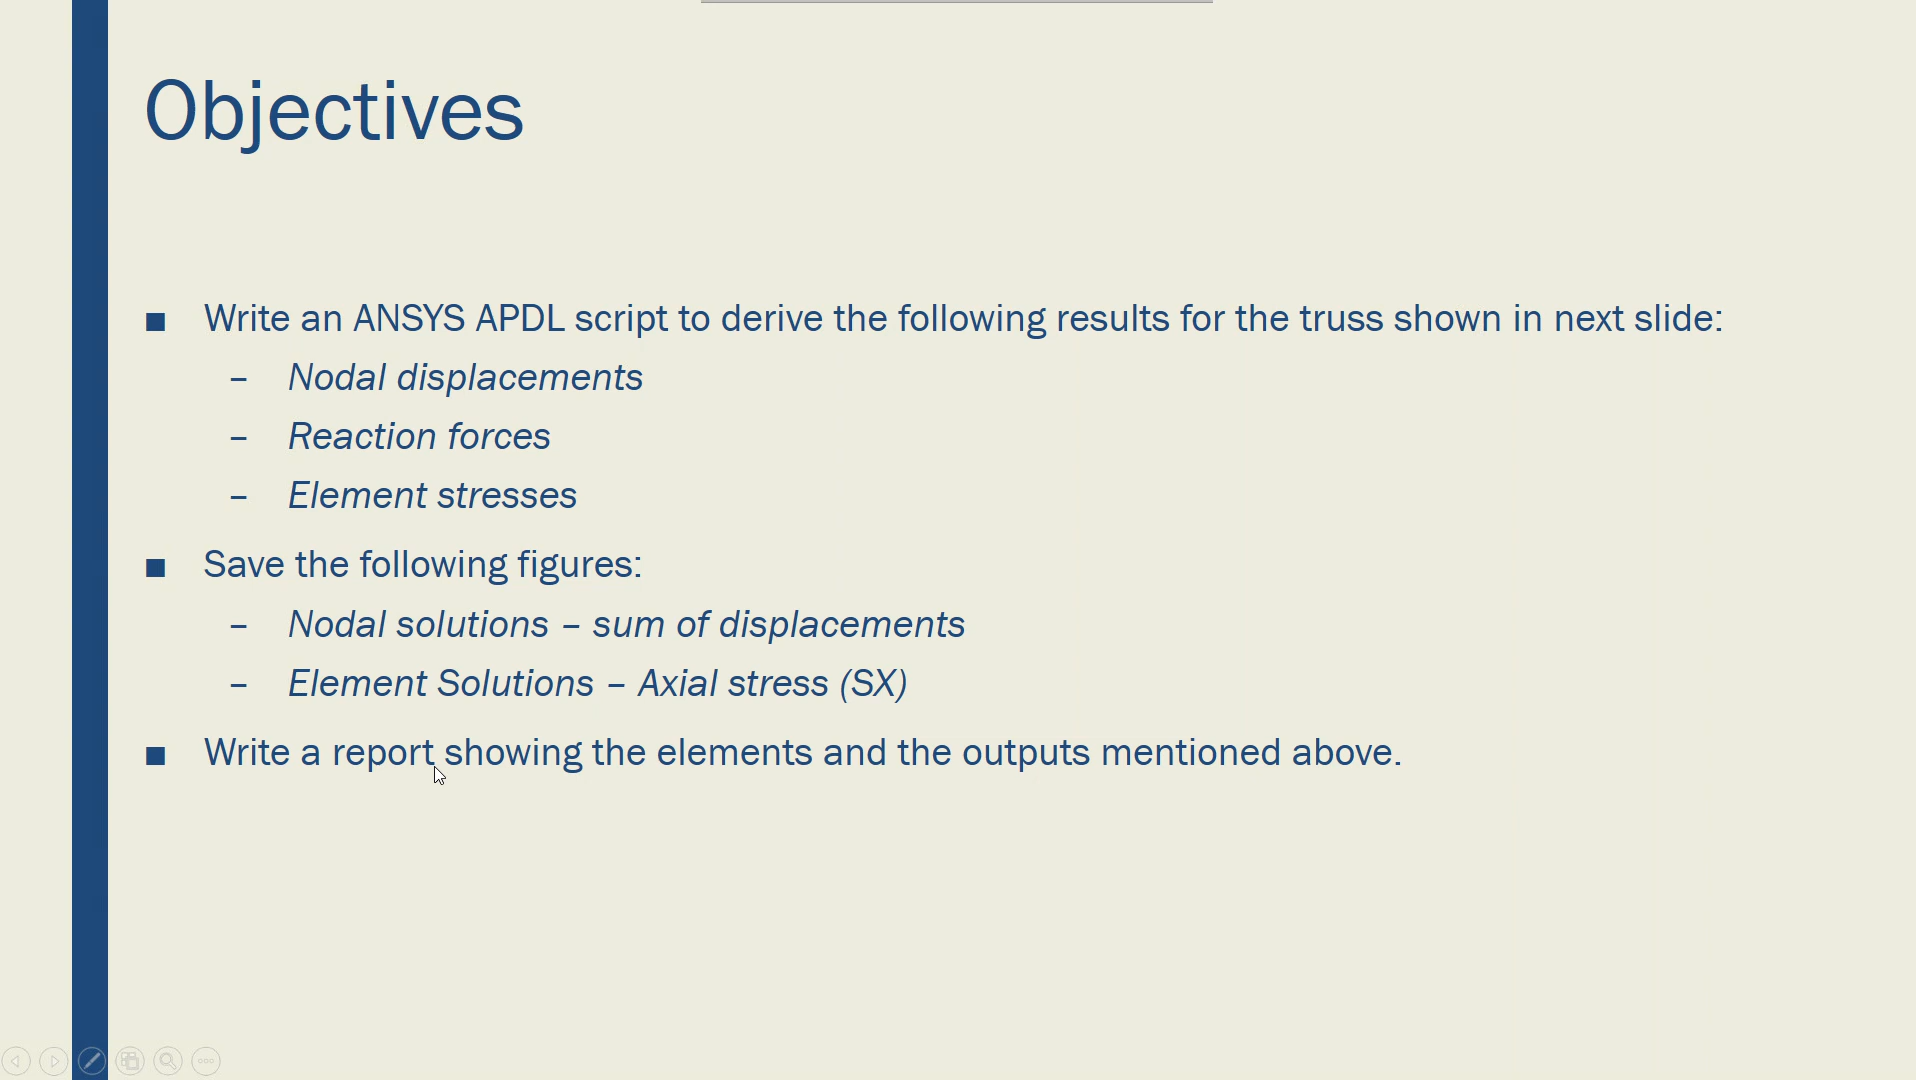 Objectives
■ Write an ANSYS APDL script to derive the following results for the truss shown in next slide:
– Nodal displacements
– Reaction forces
– Element stresses
■ Save the following figures:
– Nodal solutions – sum of displacements
– Element Solutions – Axial stress (SX)
■ Write a report showing the elements and the outputs mentioned above.